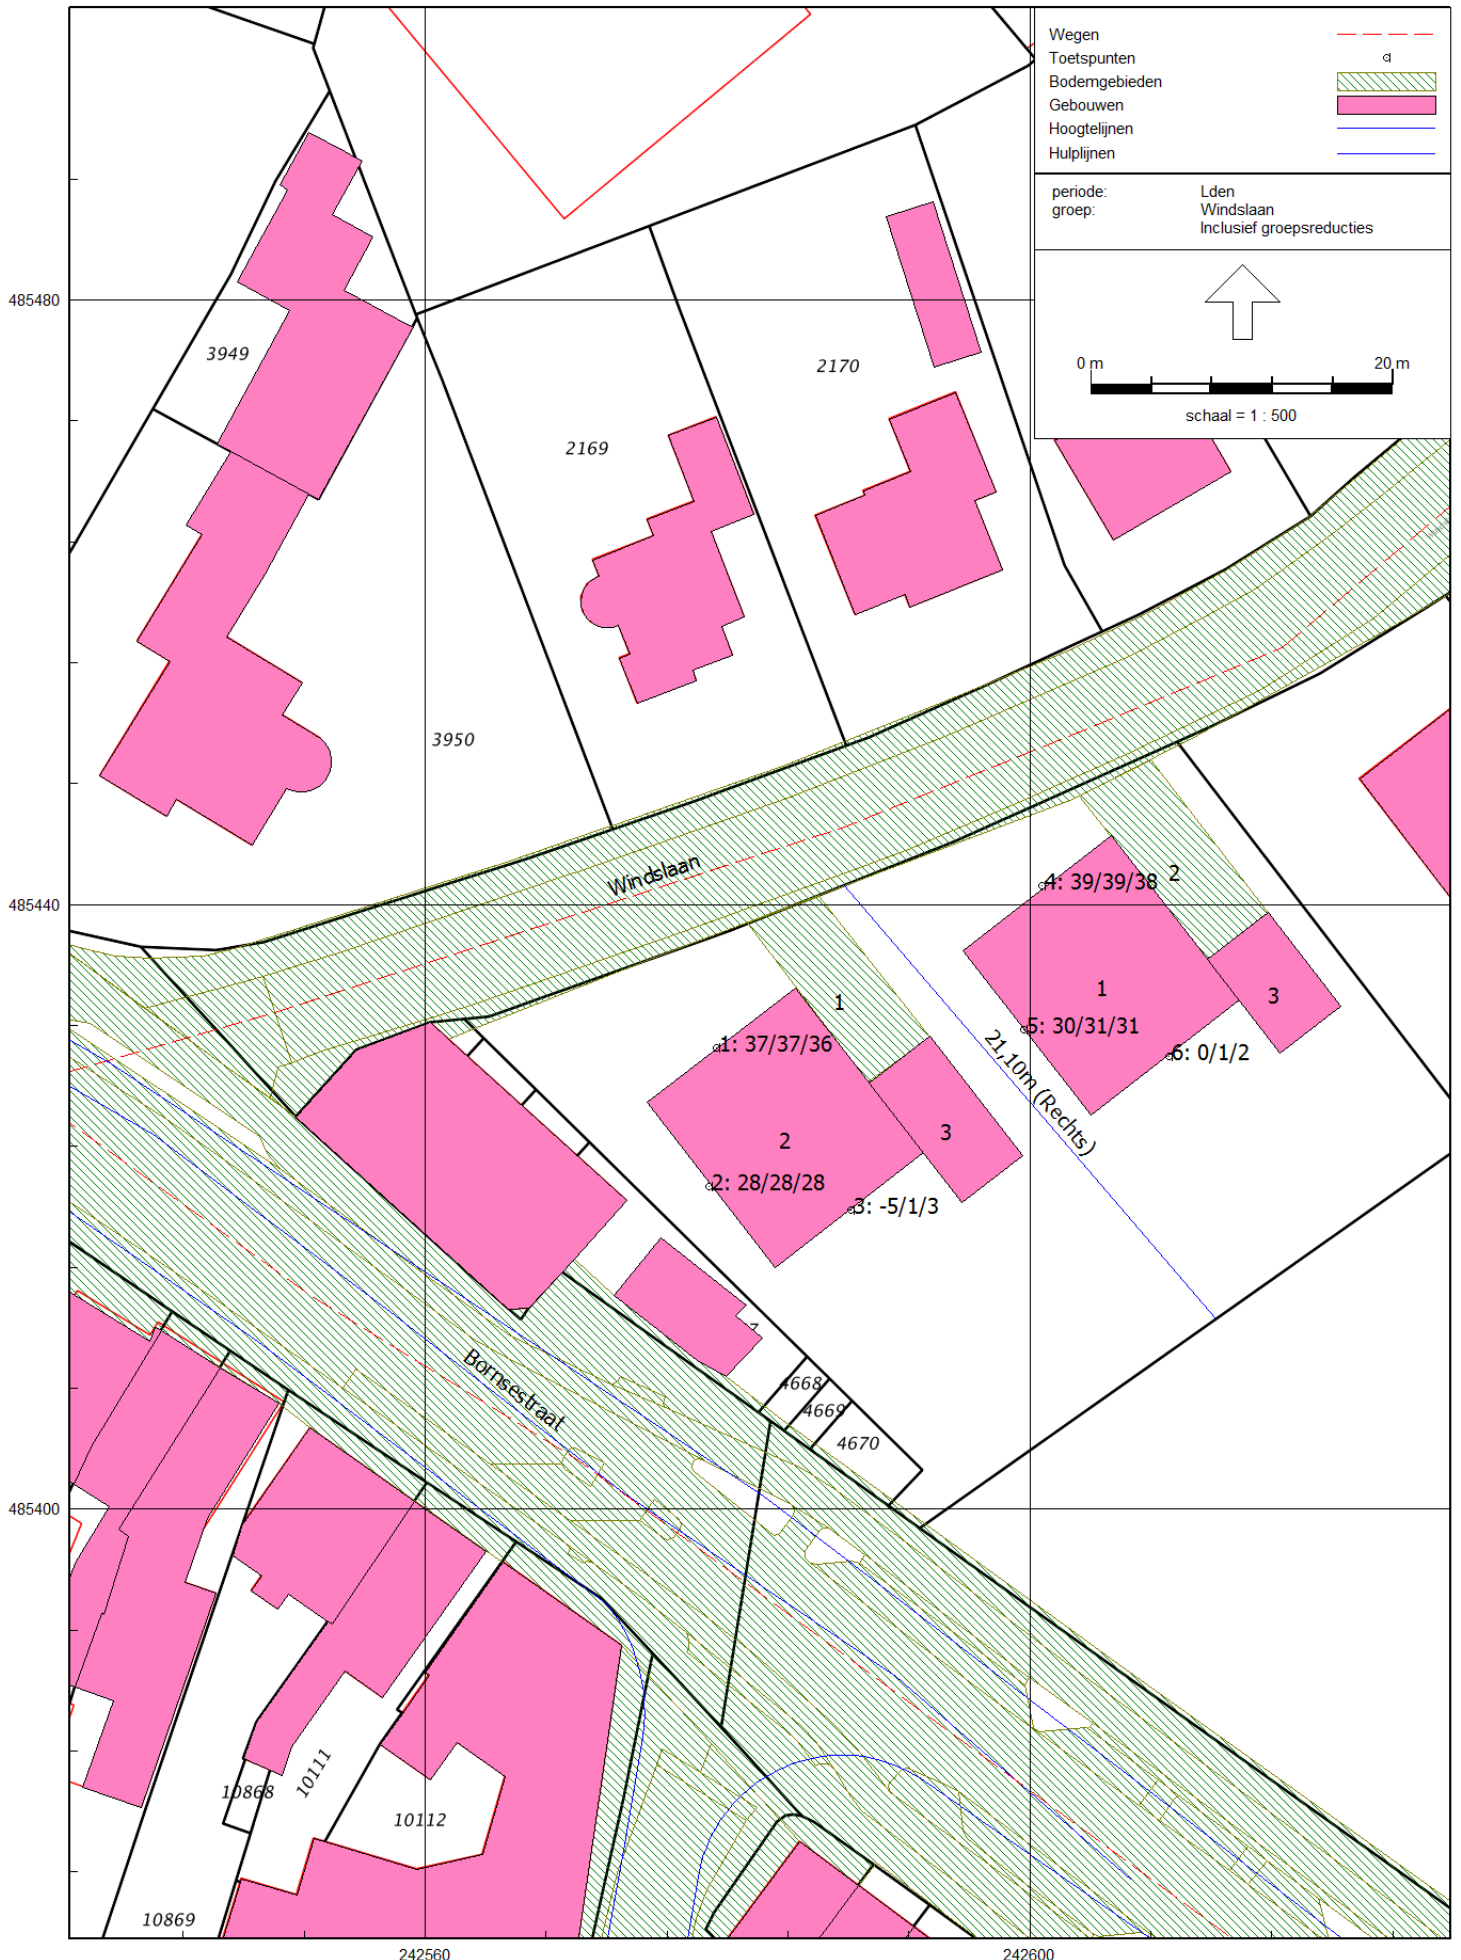 Wegen
Toetspunten
Bodemgebieden
Gebouwen
Hoogtelijnen
Hulplijnen
periode: Lden
groep: Windslaan
Inclusief groepsreducties
0 m 20 m
schaal = 1 : 500
485480
3949
2170
2169
3950
Windslaan
4: 39/39/38
2
485440
1
3
1
5: 30/31/31
1: 37/37/36
6: 0/1/2
21,10m (Rechts)
3
2
2: 28/28/28
3: -5/1/3
Bornsestraat
4668
4669
4670
485400
10111
10868
10112
10869
242560
242600